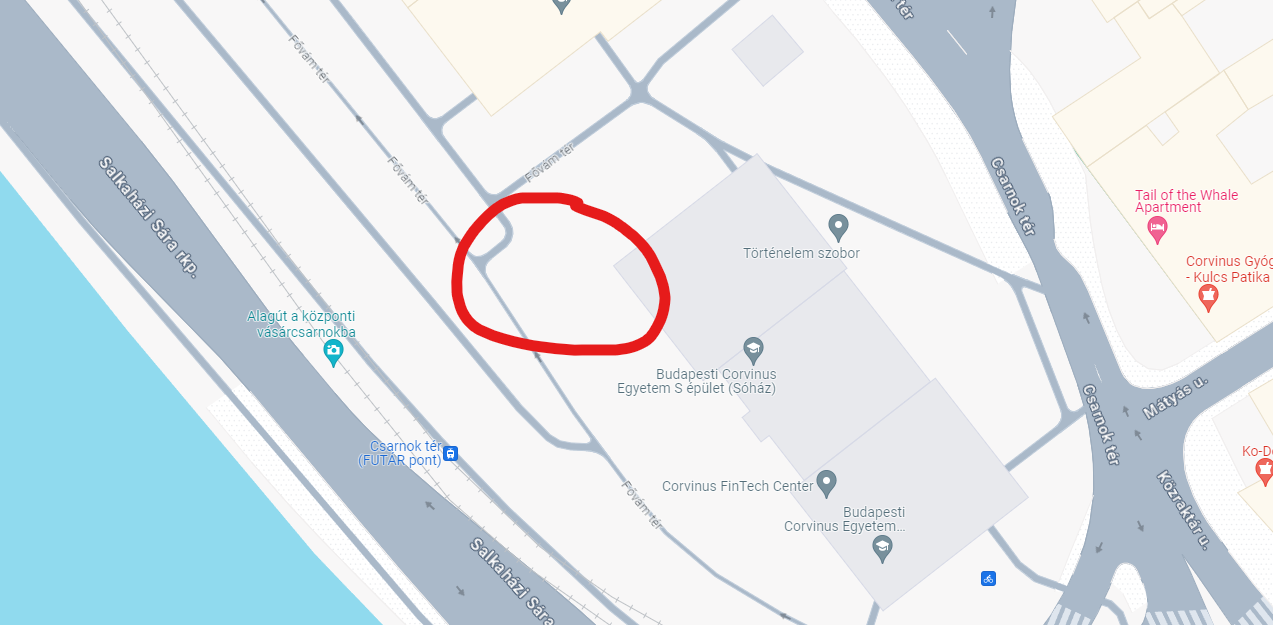 tér
Fővám tér
Fővám tér
Fővám tér
Salkaházi Sára rkp.
Csarnok tér
Tail of the Whale
Apartment
Történelem szobor
Corvinus Gyóg
- Kulcs Patika
Alagút a központi
vásárcsarnokba
Budapesti Corvinus
Egyetem S épület (Sóház)
Mátyás u.
Csarnok tér
Csarnok tér
(FUTÁR pont)
Ko-D
Corvinus FinTech Center
Fővám tér
Közraktár u.
Budapesti
Corvinus Egyetem...
Salkaházi Sára